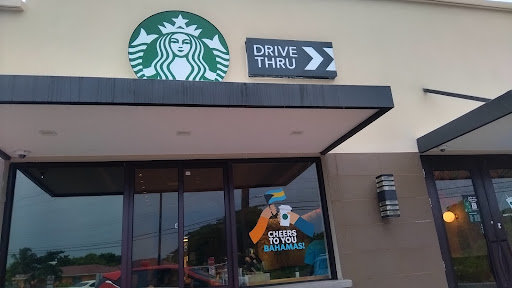 DRIVE
THRU
CHEERS
TO YOU
BAHAMAS!